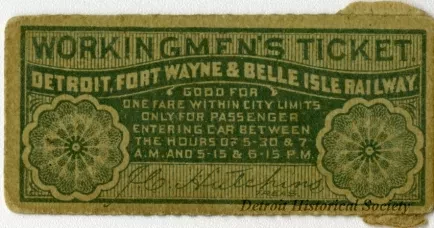 WORKINGMEN'S TICKET
DETROIT, FORT WAYNE & BELLE ISLE RAILWAY.
GOOD FOR
ONE FARE WITHIN CITY LIMITS
ONLY FOR PASSENGER
ENTERING CAR BETWEEN
THE HOURS OF 5-30 & 7
A.M. AND 5-15 & 6-15 P.M.
Hutchins
Detroit Historical Society